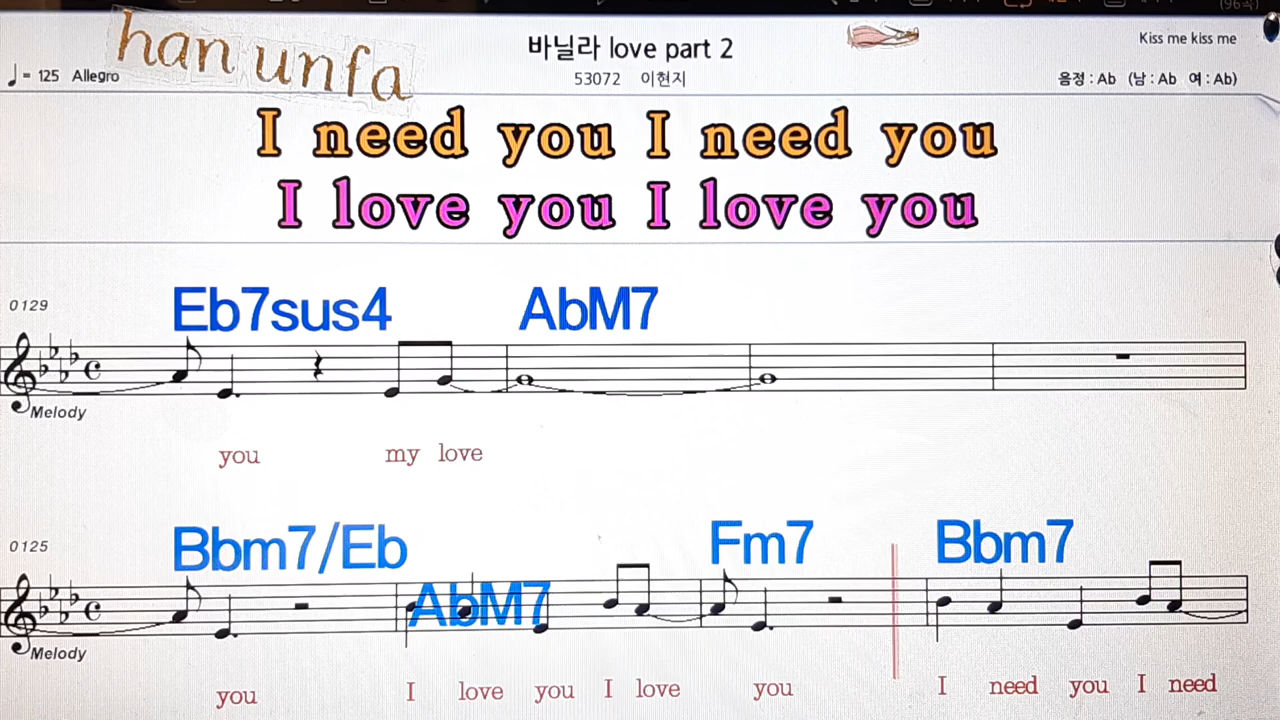 han unfa
바닐라 love part 2
Kiss me kiss me
= 125 Allegro
53072 이현지
음정 : Ab (남 : Ab 여 : Ab)
I need you I need you
I love you I love you
0129
Eb7sus4 AbM7
Melody
you my love
0125
Bbm7/Eb AbM7 Fm7 Bbm7
Melody
you I love you I love you I need you I need